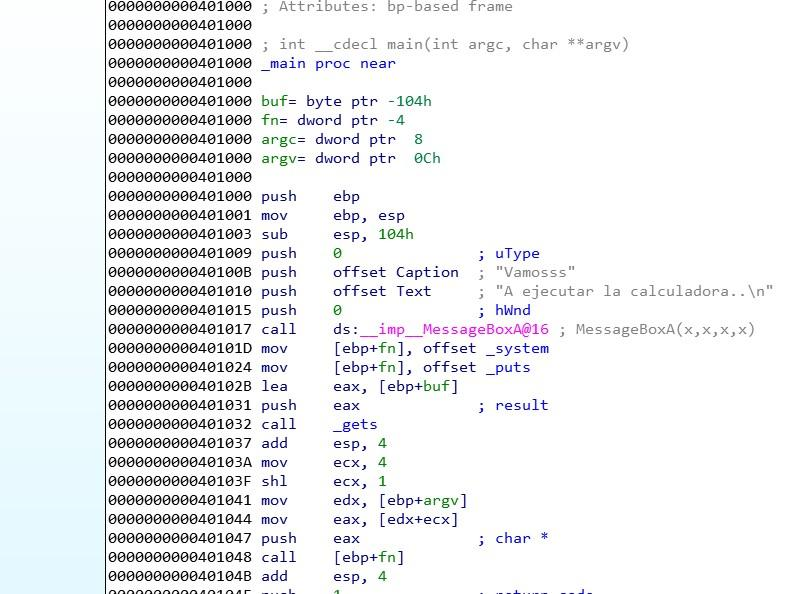 0000000000401000 ; Attributes: bp-based frame
0000000000401000
0000000000401000 ; int __cdecl main(int argc, char **argv)
0000000000401000 _main proc near
0000000000401000
0000000000401000 buf= byte ptr -104h
0000000000401000 fn= dword ptr -4
0000000000401000 argc= dword ptr  8
0000000000401000 argv= dword ptr  0Ch
0000000000401000
0000000000401000 push    ebp
0000000000401001 mov     ebp, esp
0000000000401003 sub     esp, 104h
0000000000401009 push    0               ; uType
000000000040100B push    offset Caption  ; "Vamosss"
0000000000401010 push    offset Text     ; "A ejecutar la calculadora..\n"
0000000000401015 push    0               ; hWnd
0000000000401017 call    ds:__imp__MessageBoxA@16 ; MessageBoxA(x,x,x,x)
000000000040101D mov     [ebp+fn], offset _system
0000000000401024 mov     [ebp+fn], offset _puts
000000000040102B lea     eax, [ebp+buf]
0000000000401031 push    eax             ; result
0000000000401032 call    _gets
0000000000401037 add     esp, 4
000000000040103A mov     ecx, 4
000000000040103F shl     ecx, 1
0000000000401041 mov     edx, [ebp+argv]
0000000000401044 mov     eax, [edx+ecx]
0000000000401047 push    eax             ; char *
0000000000401048 call    [ebp+fn]
000000000040104B add     esp, 4